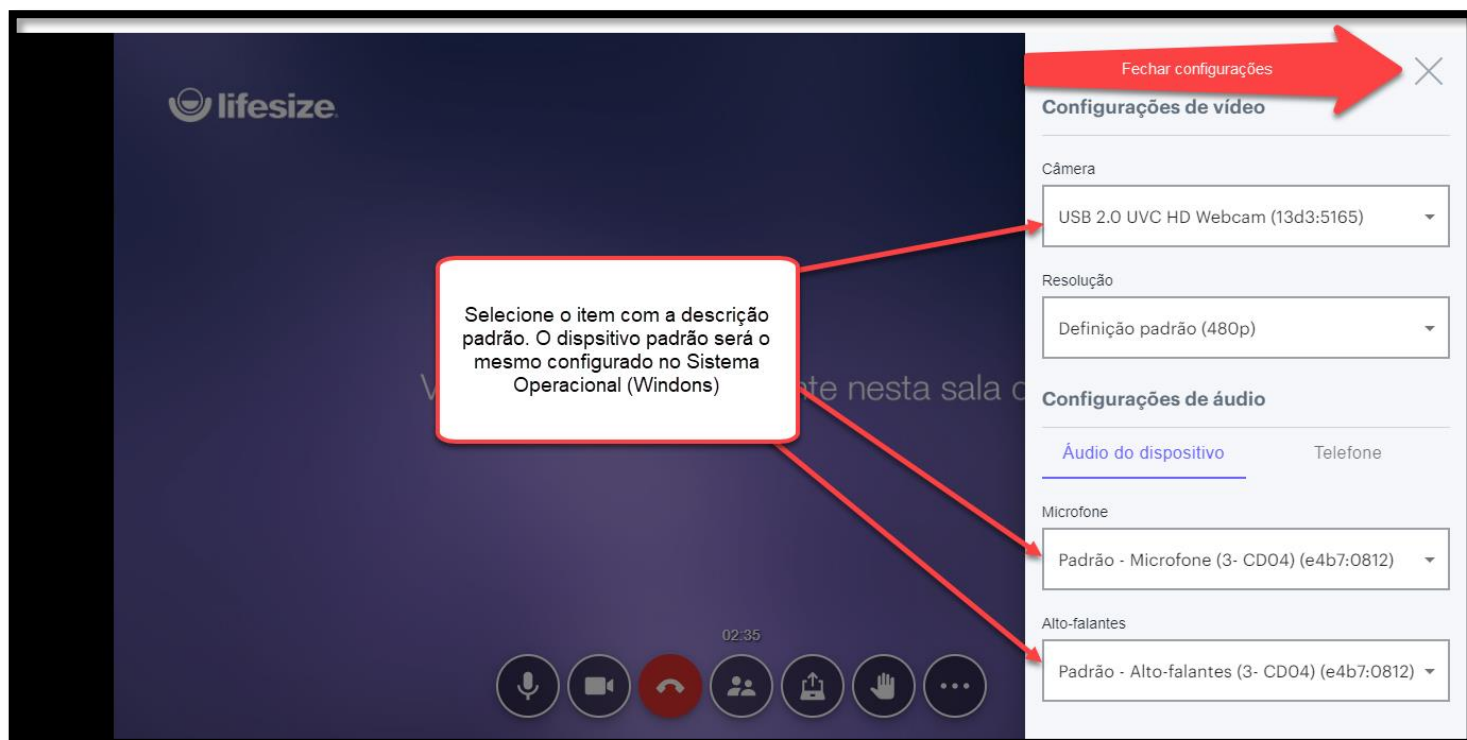 lifesize
Fechar configurações
Configurações de vídeo
Câmera
USB 2.0 UVC HD Webcam (13d3:5165)
Resolução
Definição padrão (480p)
Selecione o item com a descrição
padrão. O dispsitivo padrão será o
mesmo configurado no Sistema
Operacional (Windons)
nesta sala
Configurações de áudio
Áudio do dispositivo Telefone
Microfone
Padrão - Microfone (3- CD04) (e4b7:0812)
Alto-falantes
Padrão - Alto-falantes (3- CD04) (e4b7:0812)
02:35